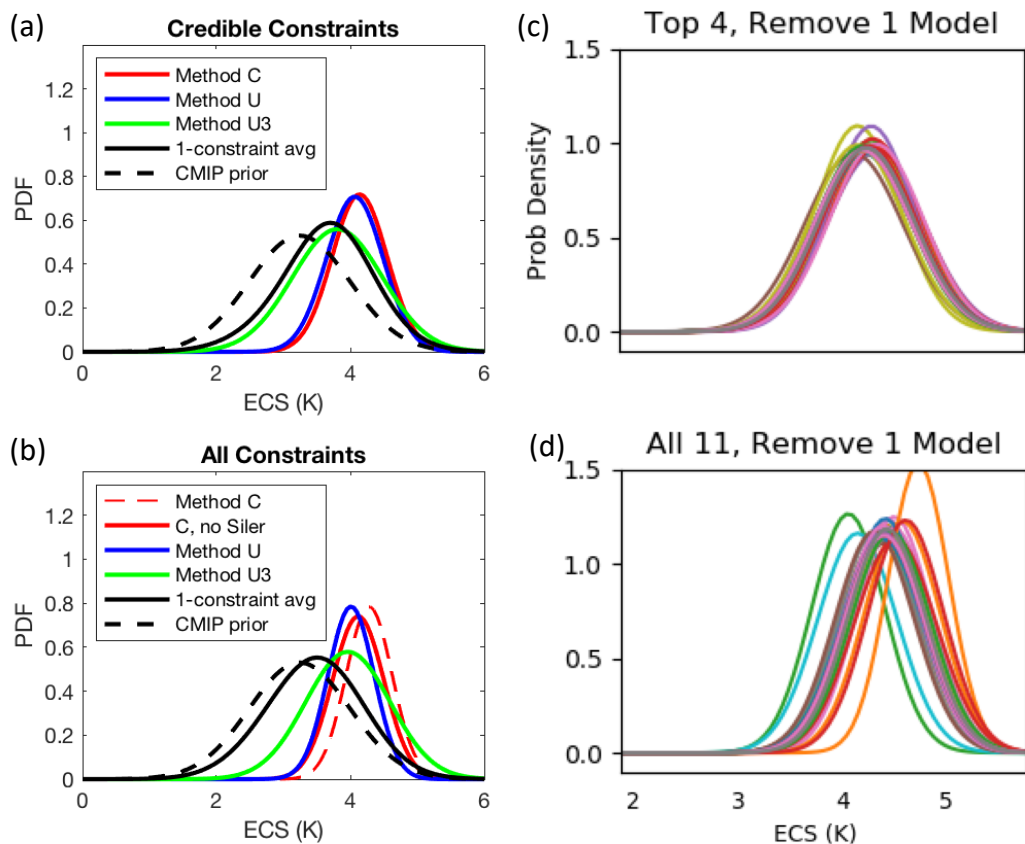 (a)
Credible Constraints
1.2
1
0.8
0.6
0.4
0.2
0
PDF
Method C
Method U
Method U3
1-constraint avg
CMIP prior
0 2 4 6
ECS (K)
(c)
Top 4, Remove 1 Model
1.5
1.0
0.5
0.0
Prob Density
(b)
All Constraints
1.2
1
0.8
0.6
0.4
0.2
0
PDF
Method C
C, no Siler
Method U
Method U3
1-constraint avg
CMIP prior
0 2 4 6
ECS (K)
(d)
All 11, Remove 1 Model
1.5
1.0
0.5
0.0
2 3 4 5
ECS (K)